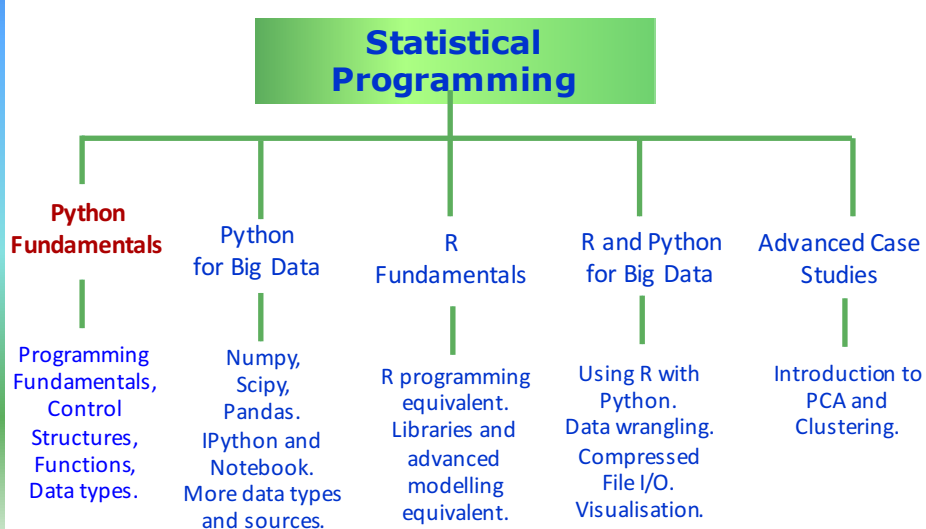 Statistical
Programming
Python
Fundamentals
Programming
Fundamentals,
Control
Structures,
Functions,
Data types.
Python
for Big Data
Numpy,
Scipy,
Pandas.
IPython and
Notebook.
More data types
and sources.
R
Fundamentals
R programming
equivalent.
Libraries and
advanced
modelling
equivalent.
R and Python
for Big Data
Using R with
Python.
Data wrangling.
Compressed
File I/O.
Visualisation.
Advanced Case
Studies
Introduction to
PCA and
Clustering.